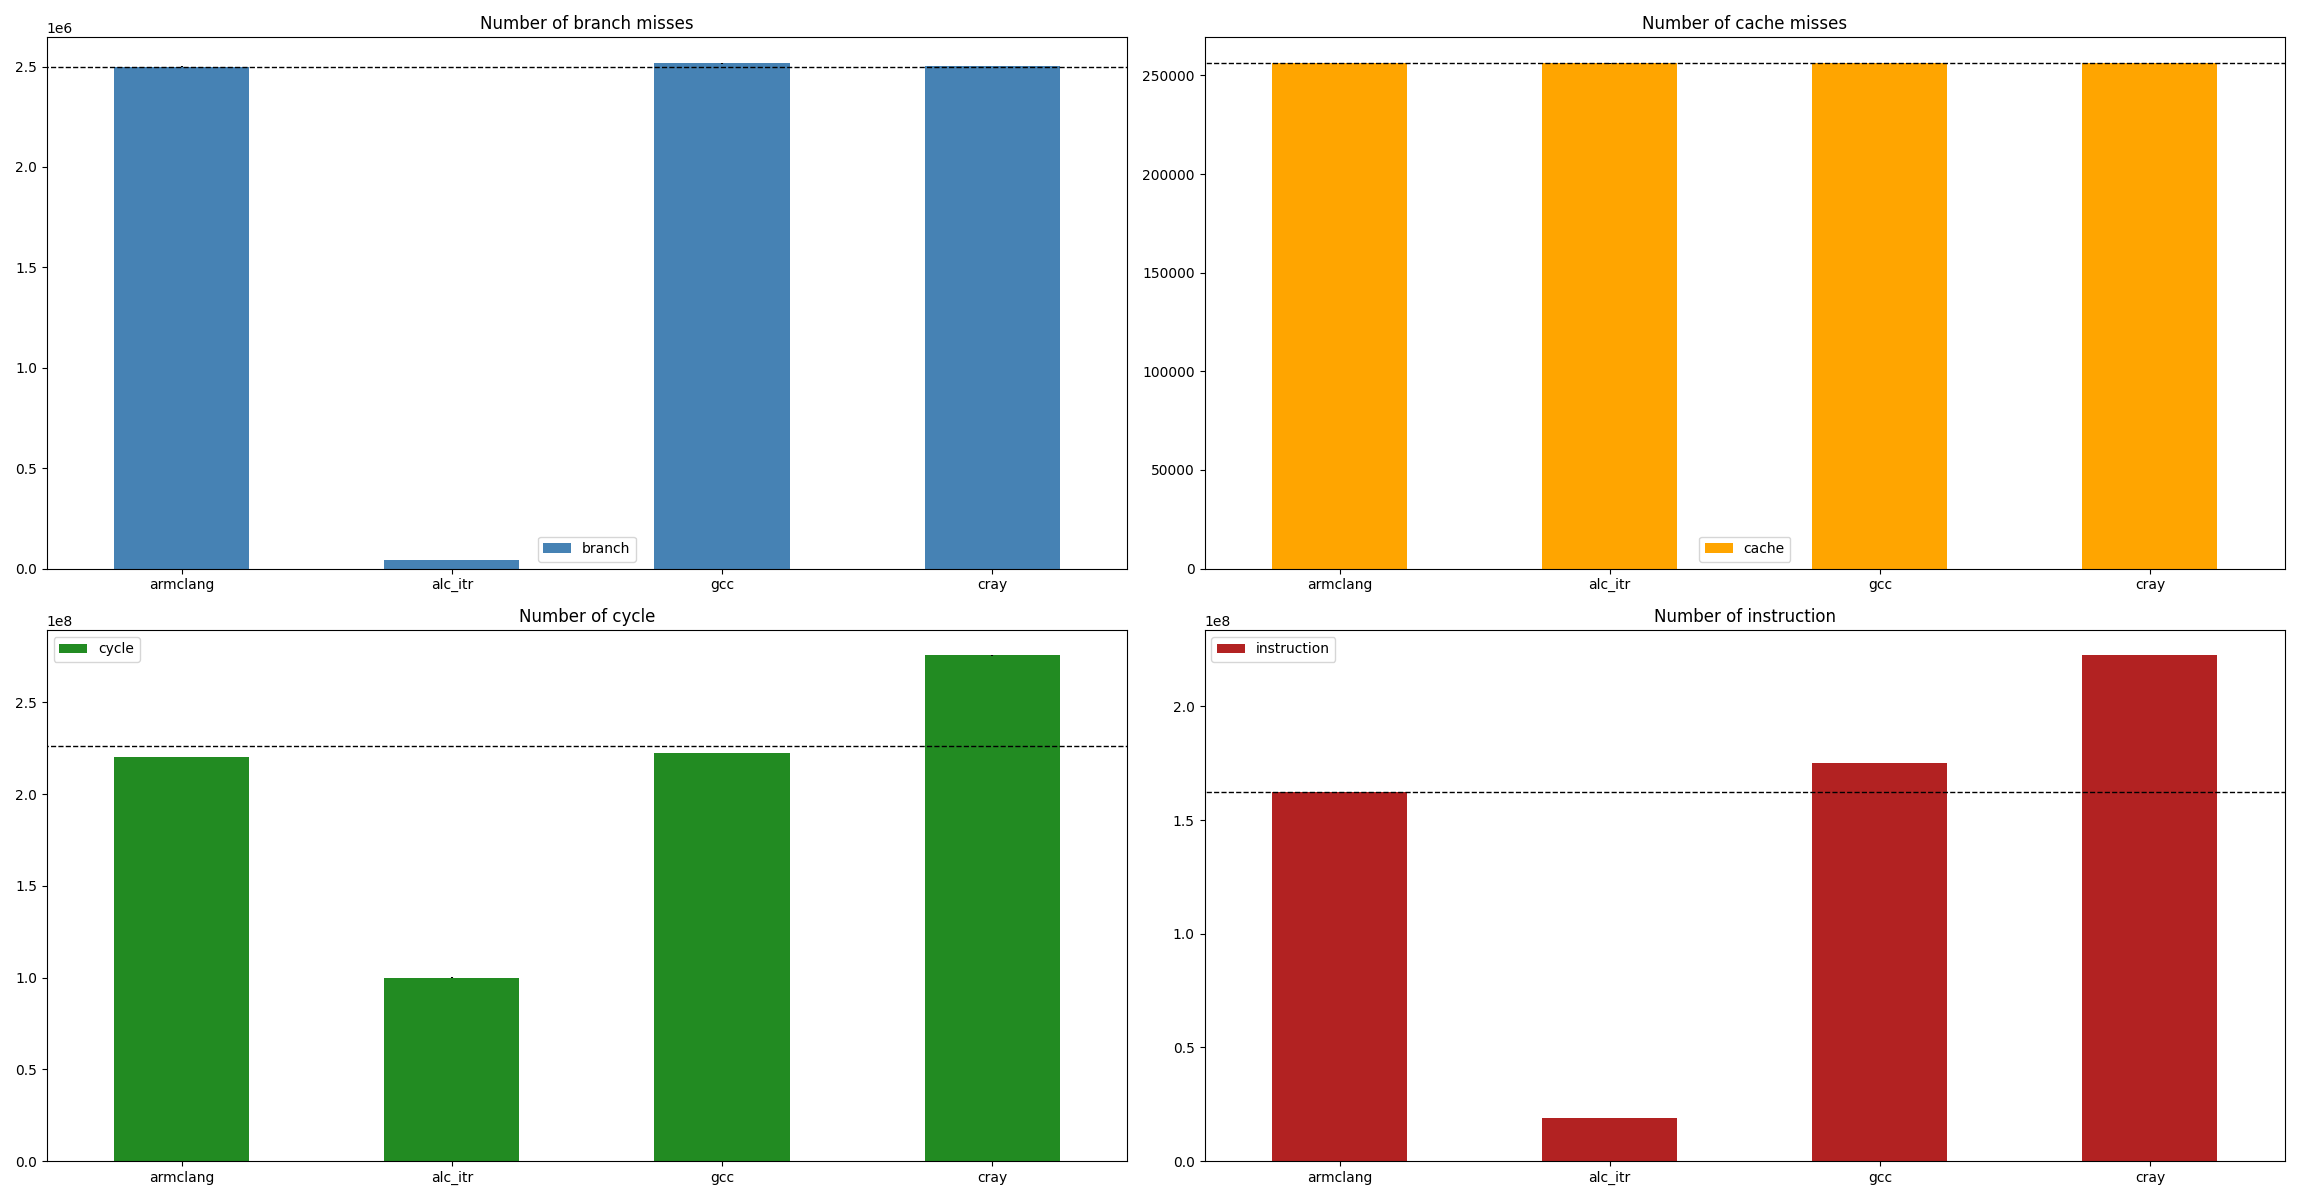 Number of branch misses
1e6
2.5
2.0
1.5
1.0
0.5
0.0
branch
armclang alc_itr gcc cray
Number of cache misses
250000
200000
150000
100000
50000
0
cache
armclang alc_itr gcc cray
Number of cycle
1e8
cycle
2.5
2.0
1.5
1.0
0.5
0.0
armclang alc_itr gcc cray
Number of instruction
1e8
instruction
2.0
1.5
1.0
0.5
0.0
armclang alc_itr gcc cray